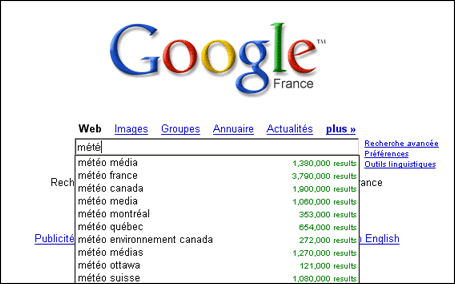 Google™
France
Web Images Groupes Annuaire Actualités plus »
mété
Recherche avancée
Préférences
Outils linguistiques
météo média 1,380,000 results
météo france 3,790,000 results
météo canada 1,900,000 results
météo media 1,060,000 results
météo montréal 353,000 results
météo québec 654,000 results
météo environnement canada 272,000 results
météo médias 1,270,000 results
météo ottawa 121,000 results
météo suisse 1,080,000 results
Rech
ance
Publicité
n English